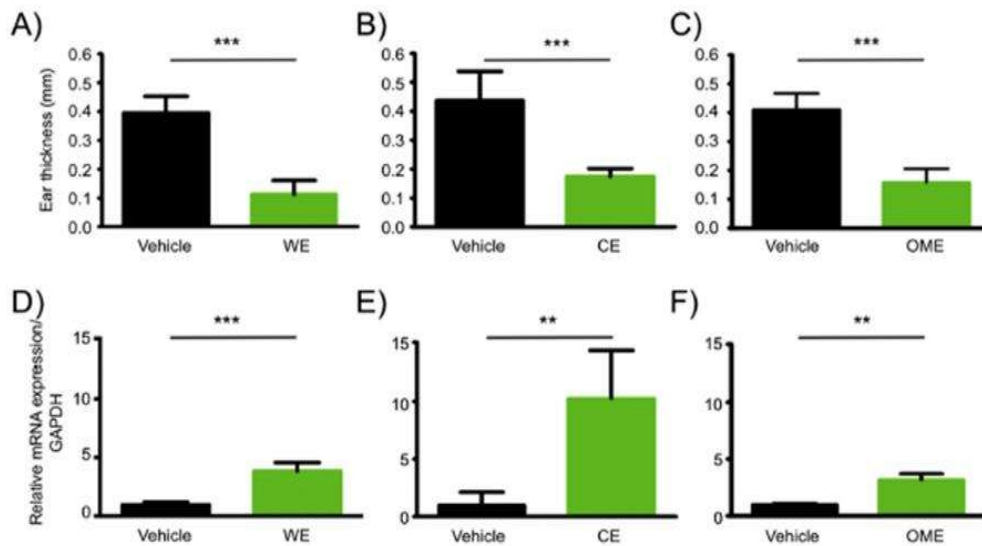 A)
***
Ear thickness (mm)
0.6
0.5
0.4
0.3
0.2
0.1
0.0
Vehicle
WE
B)
***
0.6
0.5
0.4
0.3
0.2
0.1
0.0
Vehicle
CE
C)
***
0.6
0.5
0.4
0.3
0.2
0.1
0.0
Vehicle
OME
D)
***
Relative mRNA expression/
GAPDH
15
10
5
0
Vehicle
WE
E)
**
15
10
5
0
Vehicle
CE
F)
**
15
10
5
0
Vehicle
OME